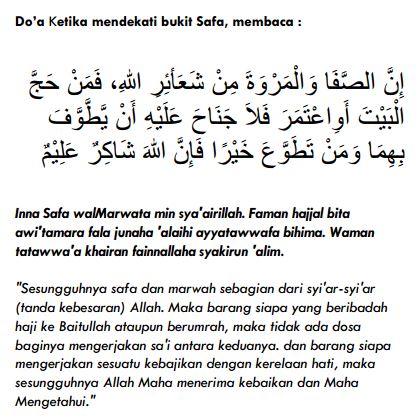 Do'a Ketika mendekati bukit Safa, membaca :
إِنَّ الصَّفَا وَالْمَرْوَةَ مِنْ شَعَأئِرِ اللهِ، فَمَنْ حَجَّ
الْبَيْتَ أَوِاعْتَمَرَ فَلاَ جَنَاحَ عَلَيْهِ أَنْ يَطَّوَّفَ
بِهِمَا وَمَنْ تَطَوَّعَ خَيْرًا فَإِنَّ اللهَ شَاكِرٌ عَلِيْمٌ
Inna Safa walMarwata min sya'airillah. Faman hajjal bita
awi'tamara fala junaha 'alaihi ayyatawwafa bihima. Waman
tatawwa'a khairan fainnallaha syakirun 'alim.
"Sesungguhnya safa dan marwah sebagian dari syi'ar-syi'ar
(tanda kebesaran) Allah. Maka barang siapa yang beribadah
haji ke Baitullah ataupun berumrah, maka tidak ada dosa
baginya mengerjakan sa'i antara keduanya. dan barang siapa
mengerjakan sesuatu kebajikan dengan kerelaan hati, maka
sesungguhnya Allah Maha menerima kebaikan dan Maha
Mengetahui."